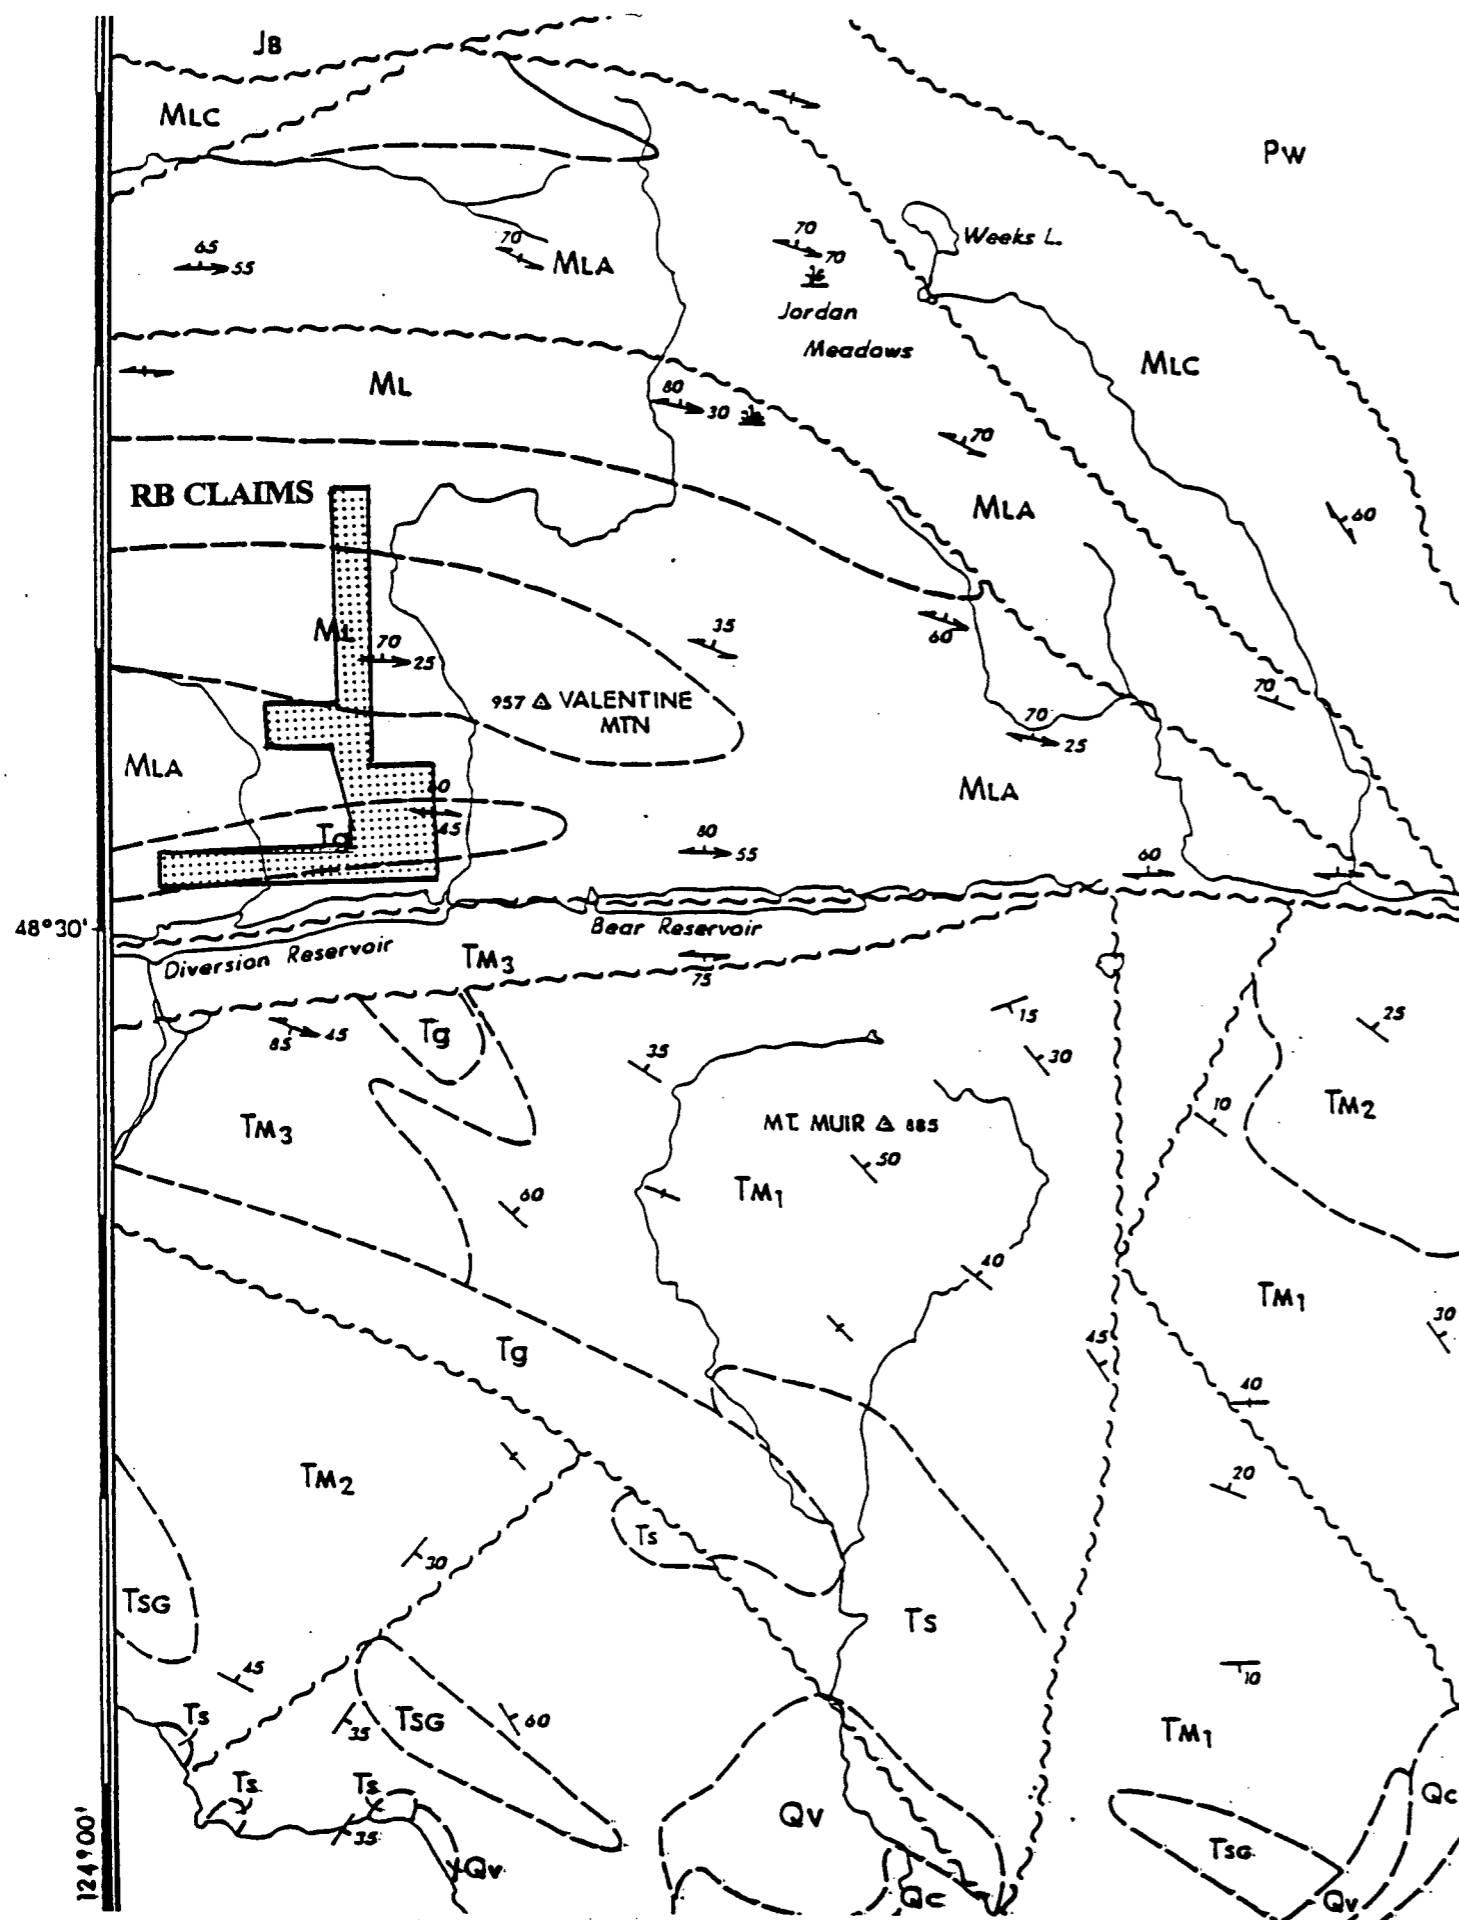 JB
MLC
PW
70
Weeks L.
65
55
70
MLA
70
Jordan
Meadows
MLC
ML
80
30
70
RB CLAIMS
MLA
60
ML
70
25
35
60
957 △ VALENTINE
MTN
70
25
70
MLA
MLA
60
45
Tg
80
55
60
48°30'
Diversion Reservoir
Bear Reservoir
TM3
75
85
45
Tg
35
15
30
25
TM3
MT. MUIR △ 885
10
TM2
50
TM1
60
40
TM1
30
Tg
45
40
TM2
20
Ts
30
TSG
Ts
45
10
Ts
35
TSG
60
TM1
Ts
Ts
35
Qv
Qc
TSG
Qv
Qc
Qv
124°00'